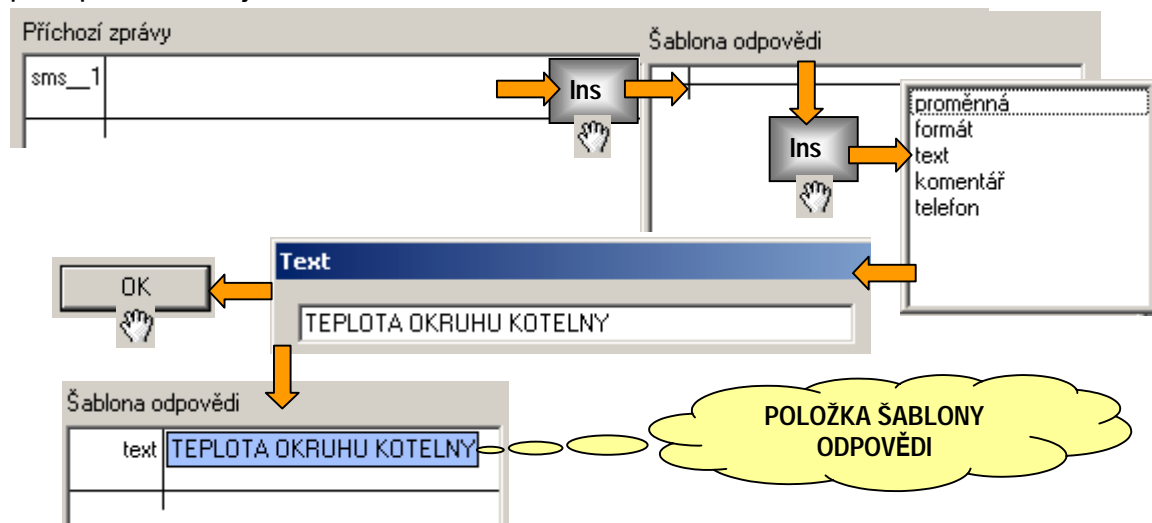 Příchozí zprávy
Šablona odpovědi
sms__1
Ins
Ins
proměnná
formát
text
komentář
telefon
Text
OK
TEPLOTA OKRUHU KOTELNY
Šablona odpovědi
text TEPLOTA OKRUHU KOTELNY
POLOŽKA ŠABLONY
ODPOVĚDI